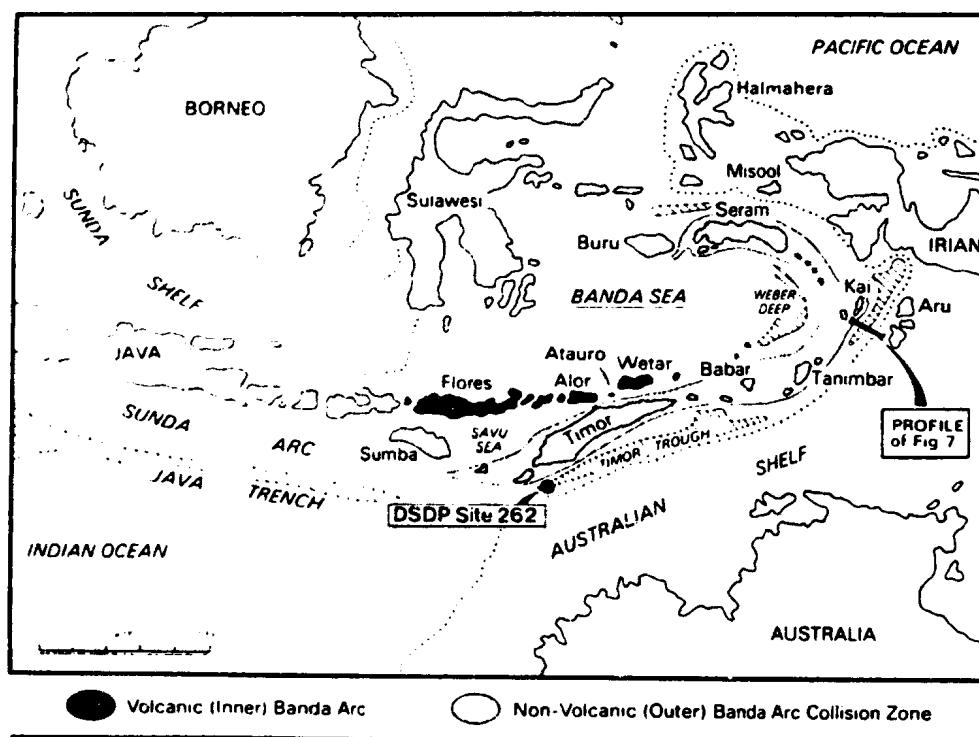 PACIFIC OCEAN
BORNEO
Halmahera
Misool
SUNDA
Sulawesi
Seram
Buru
IRIAN
SHELF
BANDA SEA
WEBER
DEEP
Kai
Aru
JAVA
Atauro
Wetar
Flores
Alor
Babar
Tanimbar
SUNDA
ARC
SAVU
SEA
Timor
Sumba
TIMOR TROUGH
PROFILE
of Fig 7
JAVA TRENCH
SHELF
DSDP Site 262
AUSTRALIAN
INDIAN OCEAN
AUSTRALIA
Volcanic (Inner) Banda Arc
Non-Volcanic (Outer) Banda Arc Collision Zone